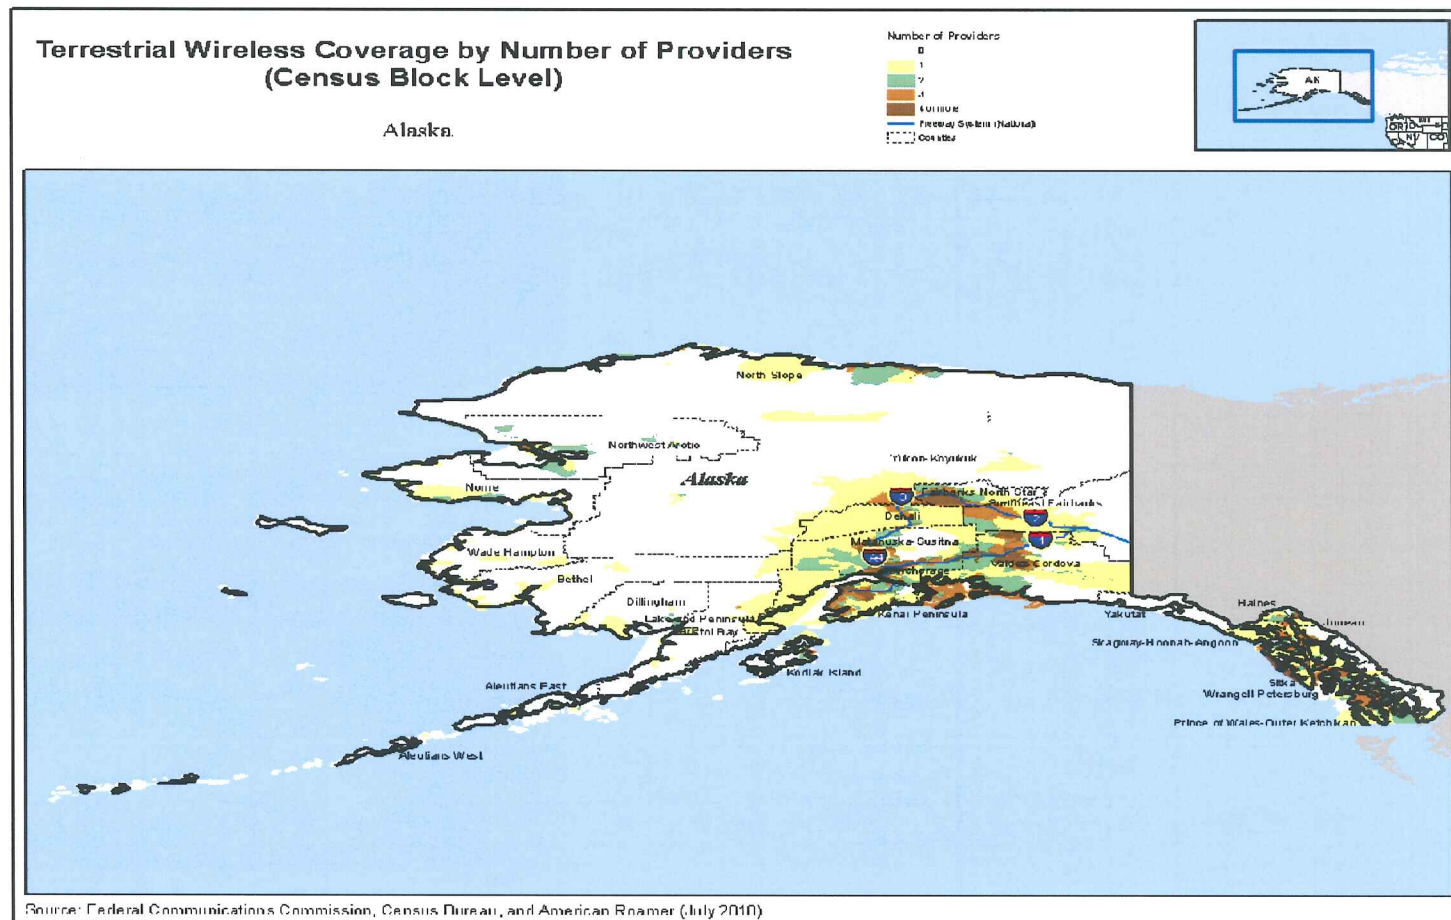 Terrestrial Wireless Coverage by Number of Providers
(Census Block Level)
Alaska
Number of Providers
0
1
2
3
4 or more
Freeway System (National)
Counties
AK
OR
NV
CO
North Slope
Northwest Arctic
Yukon-Koyukuk
Alaska
Nome
Fairbanks North Star
Southeast Fairbanks
Denali
Matanuska-Susitna
Wade Hampton
Bethel
Anchorage
Valdez-Cordova
Dillingham
Lake and Peninsula
Bristol Bay
Kenai Peninsula
Yakutat
Haines
Juneau
Skagway-Hoonah-Angoon
Kodiak Island
Aleutians East
Sitka
Wrangell Petersburg
Prince of Wales-Outer Ketchikan
Aleutians West
Source: Federal Communications Commission, Census Bureau, and American Roamer (July 2010)